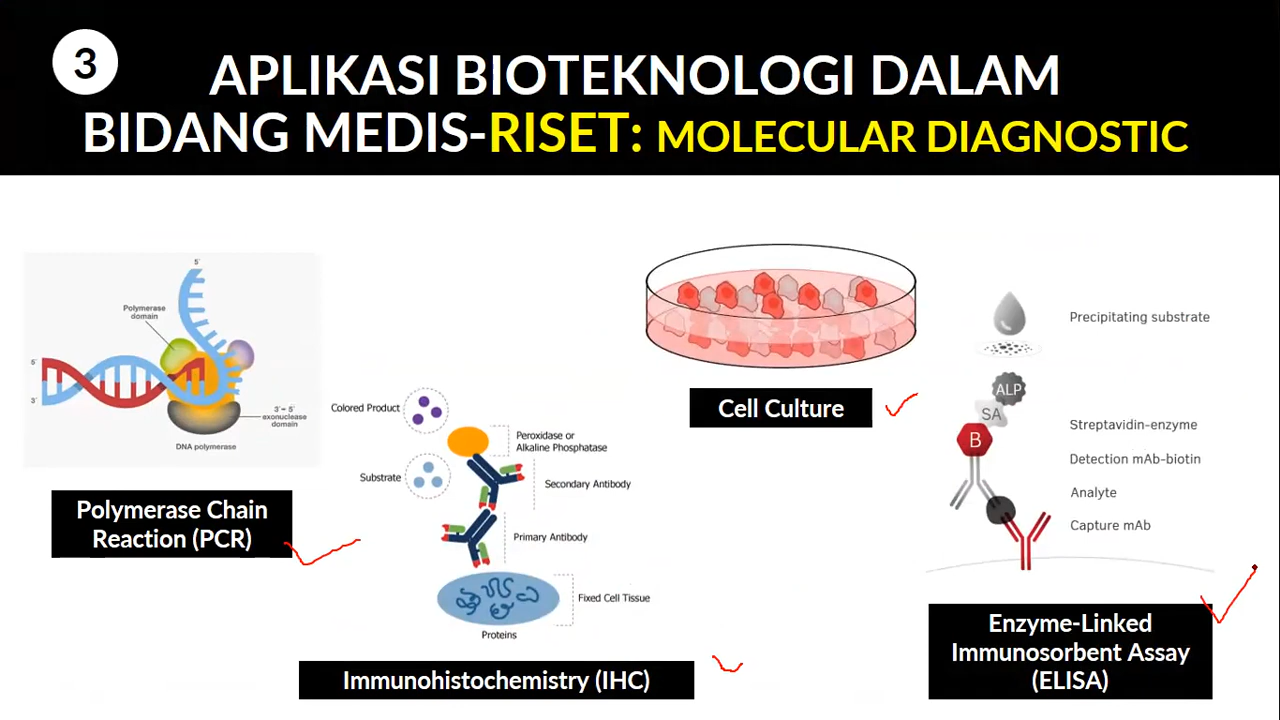 3
APLIKASI BIOTEKNOLOGI DALAM
BIDANG MEDIS-RISET: MOLECULAR DIAGNOSTIC
5'
Polymerase
domain
5'
3'
3'– 5'
exonuclease
domain
DNA polymerase
Polymerase Chain
Reaction (PCR)
Colored Product
Peroxidase or
Alkaline Phosphatase
Substrate
Secondary Antibody
Primary Antibody
Fixed Cell Tissue
Proteins
Immunohistochemistry (IHC)
Cell Culture
Precipitating substrate
ALP
SA
Streptavidin-enzyme
B
Detection mAb-biotin
Analyte
Capture mAb
Enzyme-Linked
Immunosorbent Assay
(ELISA)